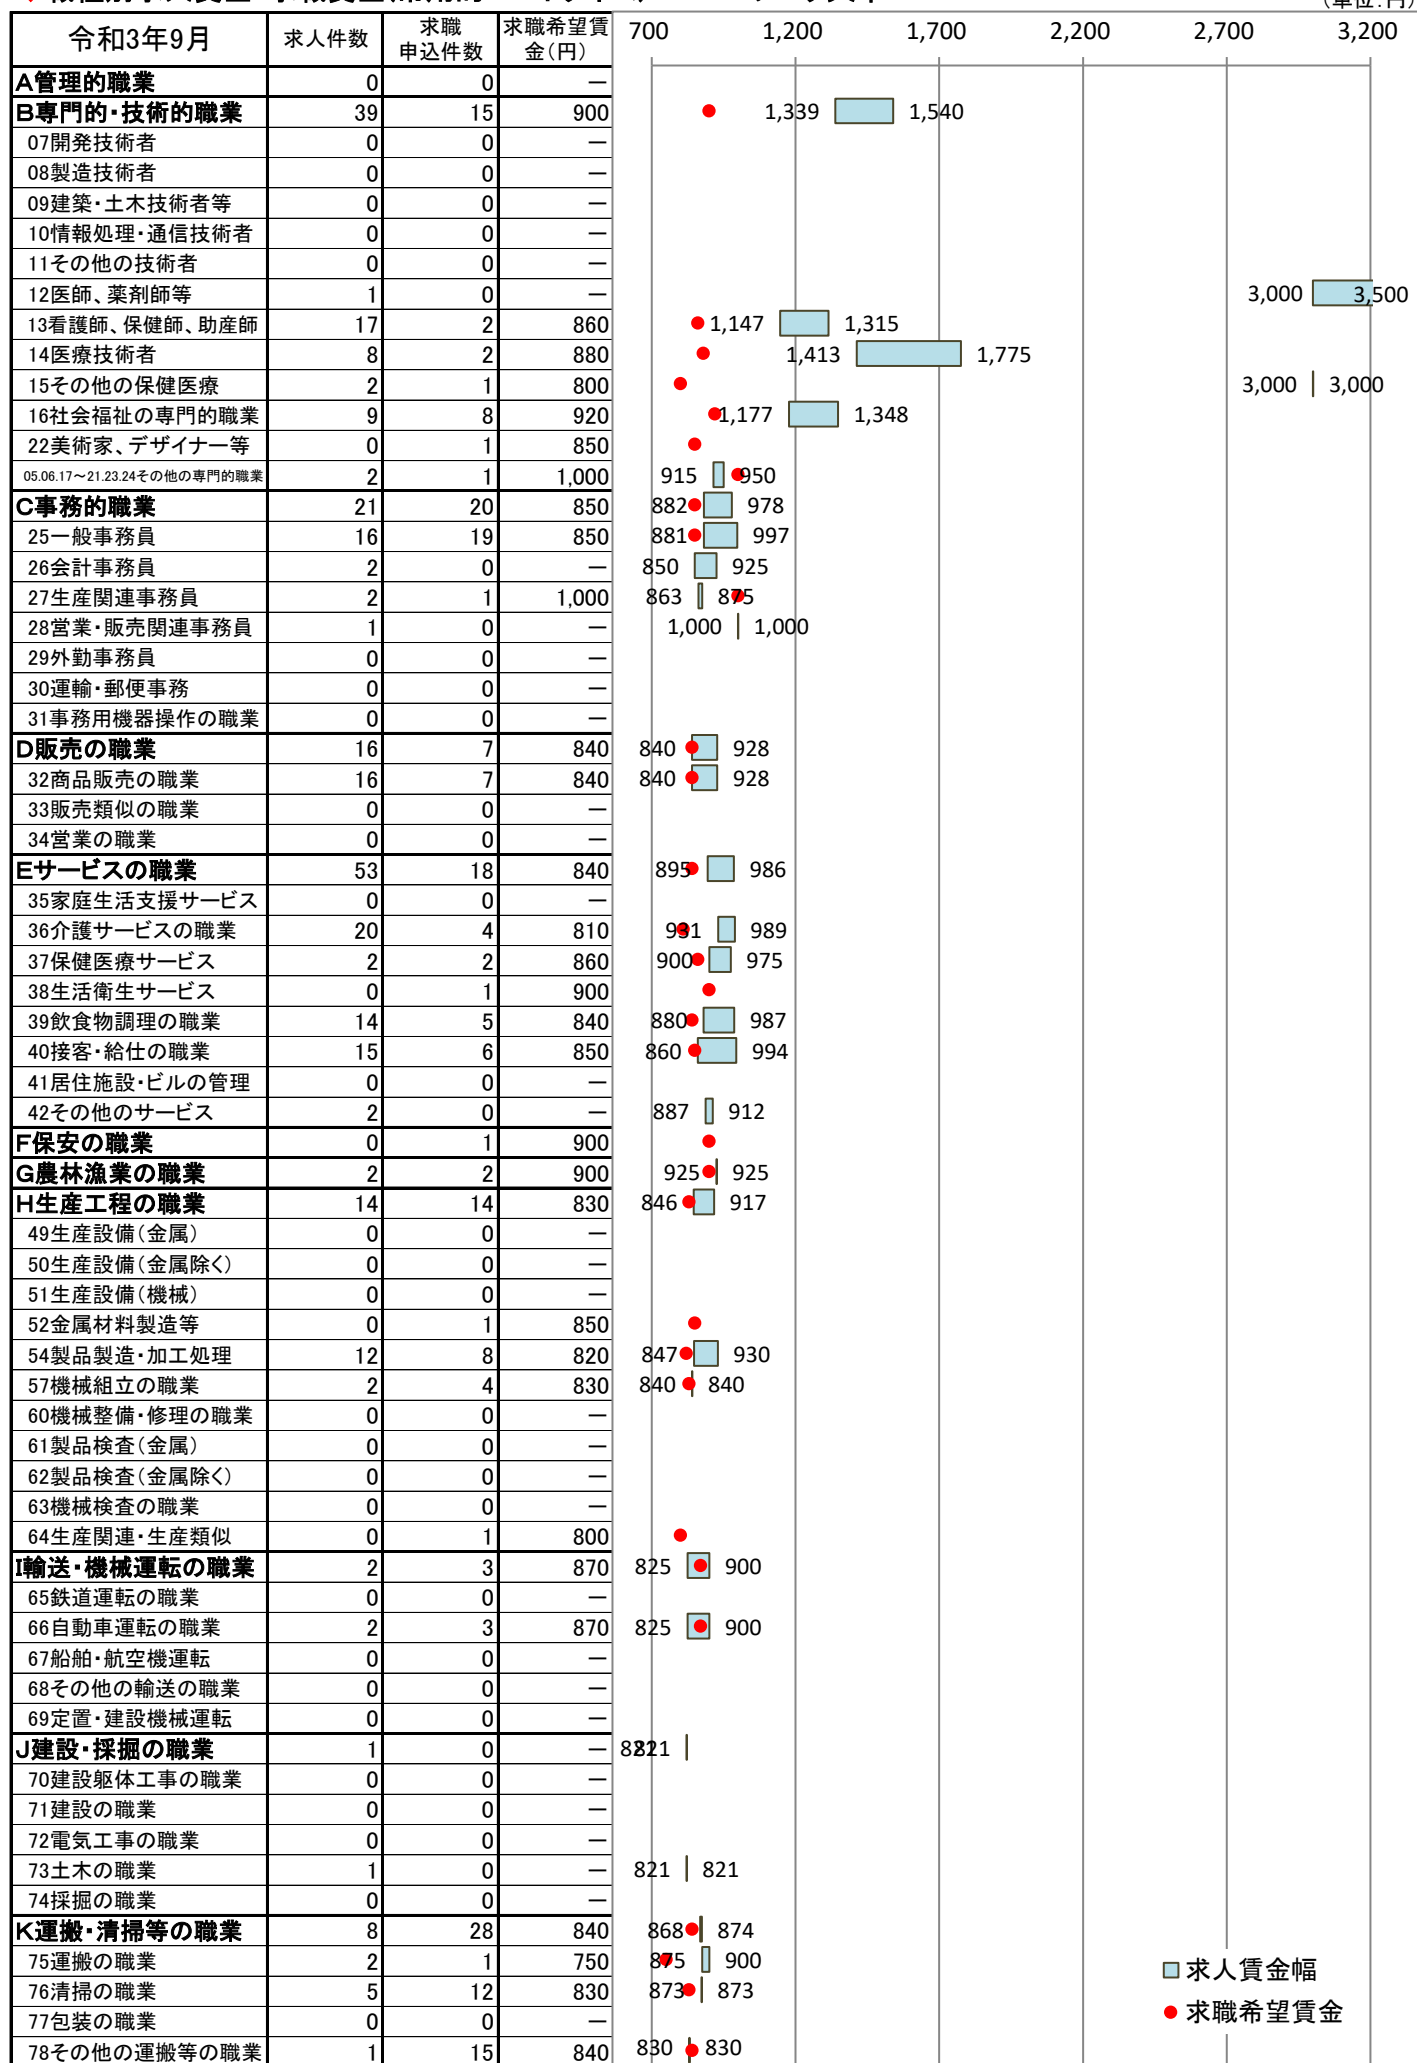 (単位:円)
令和3年9月 求人件数 求職申込件数 求職希望賃金(円) 700 1,200 1,700 2,200 2,700 3,200
A管理的職業 0 0 ―
B専門的・技術的職業 39 15 900 1,339 1,540
07開発技術者 0 0 ―
08製造技術者 0 0 ―
09建築・土木技術者等 0 0 ―
10情報処理・通信技術者 0 0 ―
11その他の技術者 0 0 ―
12医師、薬剤師等 1 0 ― 3,000 3,500
13看護師、保健師、助産師 17 2 860 1,147 1,315
14医療技術者 8 2 880 1,413 1,775
15その他の保健医療 2 1 800 3,000 3,000
16社会福祉の専門的職業 9 8 920 1,177 1,348
22美術家、デザイナー等 0 1 850
05.06.17～21.23.24その他の専門的職業 2 1 1,000 915 950
C事務的職業 21 20 850 882 978
25一般事務員 16 19 850 881 997
26会計事務員 2 0 ― 850 925
27生産関連事務員 2 1 1,000 863 875
28営業・販売関連事務員 1 0 ― 1,000 1,000
29外勤事務員 0 0 ―
30運輸・郵便事務 0 0 ―
31事務用機器操作の職業 0 0 ―
D販売の職業 16 7 840 840 928
32商品販売の職業 16 7 840 840 928
33販売類似の職業 0 0 ―
34営業の職業 0 0 ―
Eサービスの職業 53 18 840 895 986
35家庭生活支援サービス 0 0 ―
36介護サービスの職業 20 4 810 931 989
37保健医療サービス 2 2 860 900 975
38生活衛生サービス 0 1 900
39飲食物調理の職業 14 5 840 880 987
40接客・給仕の職業 15 6 850 860 994
41居住施設・ビルの管理 0 0 ―
42その他のサービス 2 0 ― 887 912
F保安の職業 0 1 900
G農林漁業の職業 2 2 900 925 925
H生産工程の職業 14 14 830 846 917
49生産設備(金属) 0 0 ―
50生産設備(金属除く) 0 0 ―
51生産設備(機械) 0 0 ―
52金属材料製造等 0 1 850
54製品製造・加工処理 12 8 820 847 930
57機械組立の職業 2 4 830 840 840
60機械整備・修理の職業 0 0 ―
61製品検査(金属) 0 0 ―
62製品検査(金属除く) 0 0 ―
63機械検査の職業 0 0 ―
64生産関連・生産類似 0 1 800
I輸送・機械運転の職業 2 3 870 825 900
65鉄道運転の職業 0 0 ―
66自動車運転の職業 2 3 870 825 900
67船舶・航空機運転 0 0 ―
68その他の輸送の職業 0 0 ―
69定置・建設機械運転 0 0 ―
J建設・採掘の職業 1 0 ― 821 821
70建設躯体工事の職業 0 0 ―
71建設の職業 0 0 ―
72電気工事の職業 0 0 ―
73土木の職業 1 0 ― 821 821
74採掘の職業 0 0 ―
K運搬・清掃等の職業 8 28 840 868 874
75運搬の職業 2 1 750 875 900
76清掃の職業 5 12 830 873 873
77包装の職業 0 0 ―
78その他の運搬等の職業 1 15 840 830 830
求人賃金幅
求職希望賃金